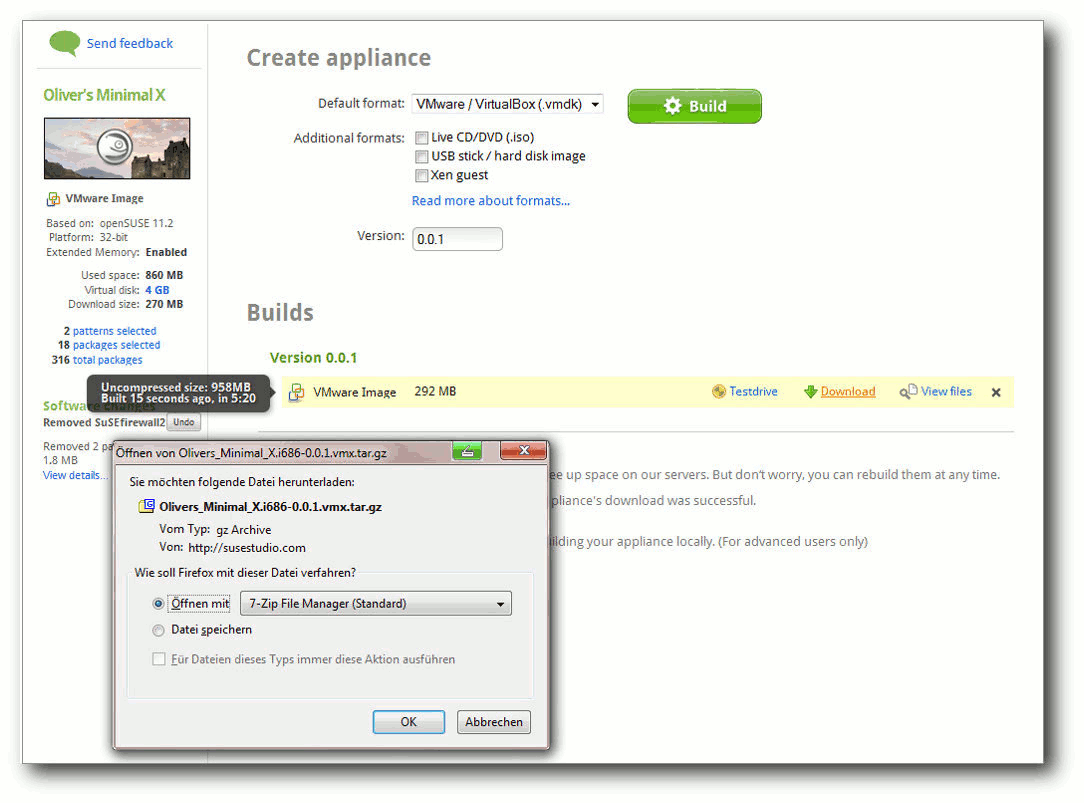 Send feedback
Oliver's Minimal X
VMware Image
Based on: openSUSE 11.2
Platform: 32-bit
Extended Memory: Enabled
Used space: 860 MB
Virtual disk: 4 GB
Download size: 270 MB
2 patterns selected
18 packages selected
316 total packages
Software changes
Removed SuSEfirewall2 Undo
Removed 2 pa
1.8 MB
View details...
Create appliance
Default format: VMware / VirtualBox (.vmdk) Build
Additional formats: Live CD/DVD (.iso)
USB stick / hard disk image
Xen guest
Read more about formats...
Version: 0.0.1
Builds
Version 0.0.1
Uncompressed size: 958MB
Built 15 seconds ago, in 5:20
VMware Image 292 MB Testdrive Download View files
ee up space on our servers. But don't worry, you can rebuild them at any time.
pliance's download was successful.
ilding your appliance locally. (For advanced users only)
Öffnen von Olivers_Minimal_X.i686-0.0.1.vmx.tar.gz
Sie möchten folgende Datei herunterladen:
Olivers_Minimal_X.i686-0.0.1.vmx.tar.gz
Vom Typ: gz Archive
Von: http://susestudio.com
Wie soll Firefox mit dieser Datei verfahren?
Öffnen mit 7-Zip File Manager (Standard)
Datei speichern
Für Dateien dieses Typs immer diese Aktion ausführen
OK Abbrechen